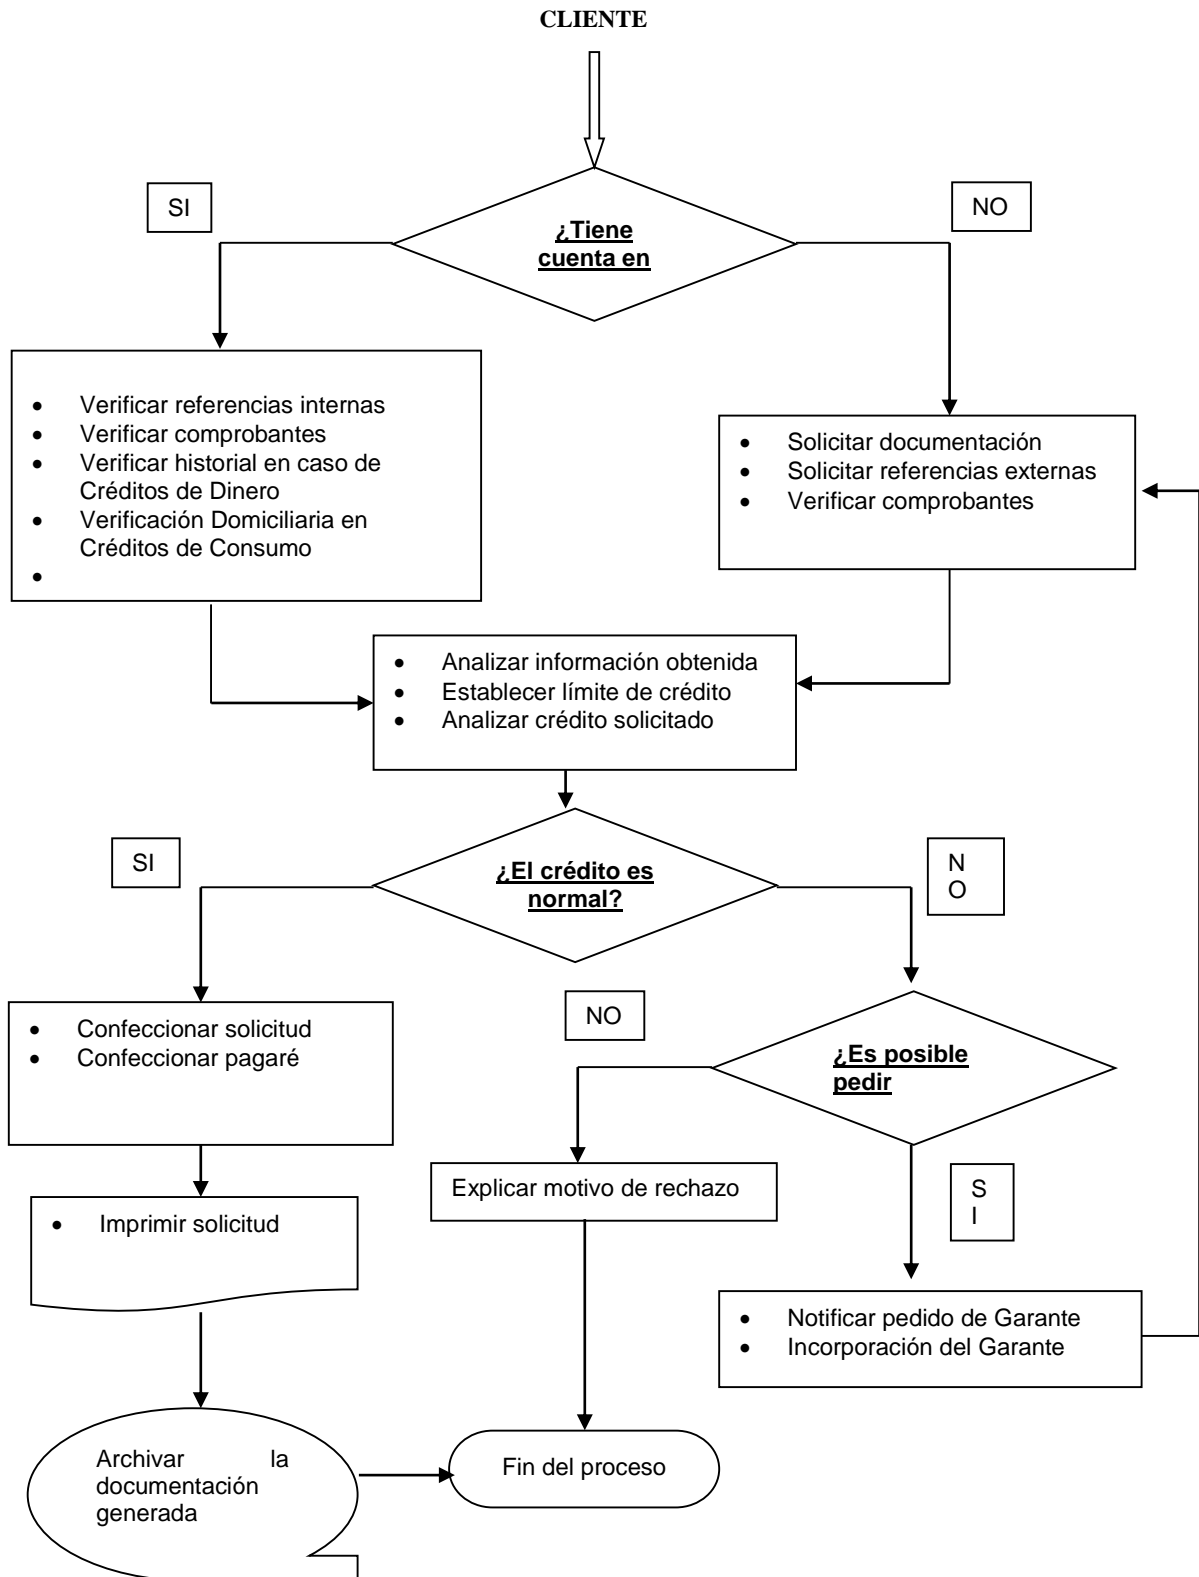 CLIENTE
SI
NO
¿Tiene
cuenta en
• Verificar referencias internas
• Verificar comprobantes
• Verificar historial en caso de
Créditos de Dinero
• Verificación Domiciliaria en
Créditos de Consumo
•
• Solicitar documentación
• Solicitar referencias externas
• Verificar comprobantes
• Analizar información obtenida
• Establecer límite de crédito
• Analizar crédito solicitado
SI
¿El crédito es
normal?
N
O
• Confeccionar solicitud
• Confeccionar pagaré
NO
¿Es posible
pedir
• Imprimir solicitud
Explicar motivo de rechazo
S
I
• Notificar pedido de Garante
• Incorporación del Garante
Archivar la
documentación
generada
Fin del proceso